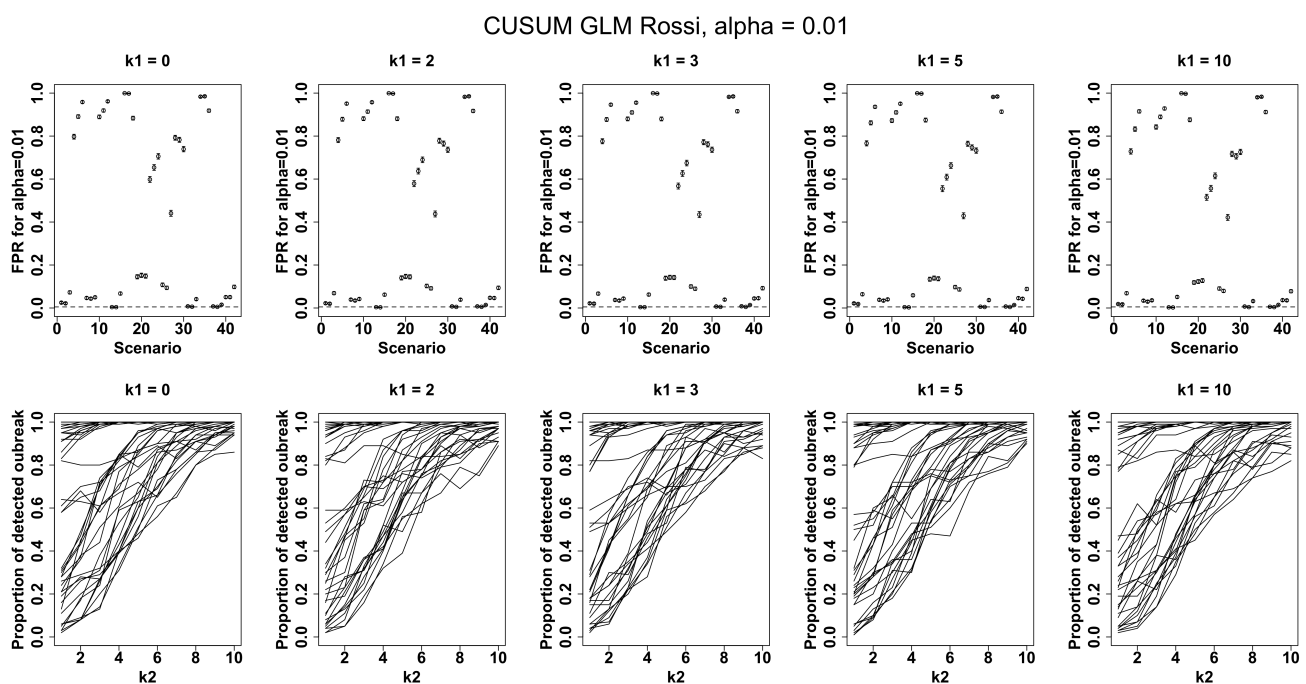 CUSUM GLM Rossi, alpha = 0.01
k1 = 0
k1 = 2
k1 = 3
k1 = 5
k1 = 10
FPR for alpha=0.01
0.0 0.2 0.4 0.6 0.8 1.0
0 10 20 30 40
Scenario
FPR for alpha=0.01
0.0 0.2 0.4 0.6 0.8 1.0
0 10 20 30 40
Scenario
FPR for alpha=0.01
0.0 0.2 0.4 0.6 0.8 1.0
0 10 20 30 40
Scenario
FPR for alpha=0.01
0.0 0.2 0.4 0.6 0.8 1.0
0 10 20 30 40
Scenario
FPR for alpha=0.01
0.0 0.2 0.4 0.6 0.8 1.0
0 10 20 30 40
Scenario
k1 = 0
k1 = 2
k1 = 3
k1 = 5
k1 = 10
Proportion of detected oubreak
0.0 0.2 0.4 0.6 0.8 1.0
2 4 6 8 10
k2
Proportion of detected oubreak
0.0 0.2 0.4 0.6 0.8 1.0
2 4 6 8 10
k2
Proportion of detected oubreak
0.0 0.2 0.4 0.6 0.8 1.0
2 4 6 8 10
k2
Proportion of detected oubreak
0.0 0.2 0.4 0.6 0.8 1.0
2 4 6 8 10
k2
Proportion of detected oubreak
0.0 0.2 0.4 0.6 0.8 1.0
2 4 6 8 10
k2